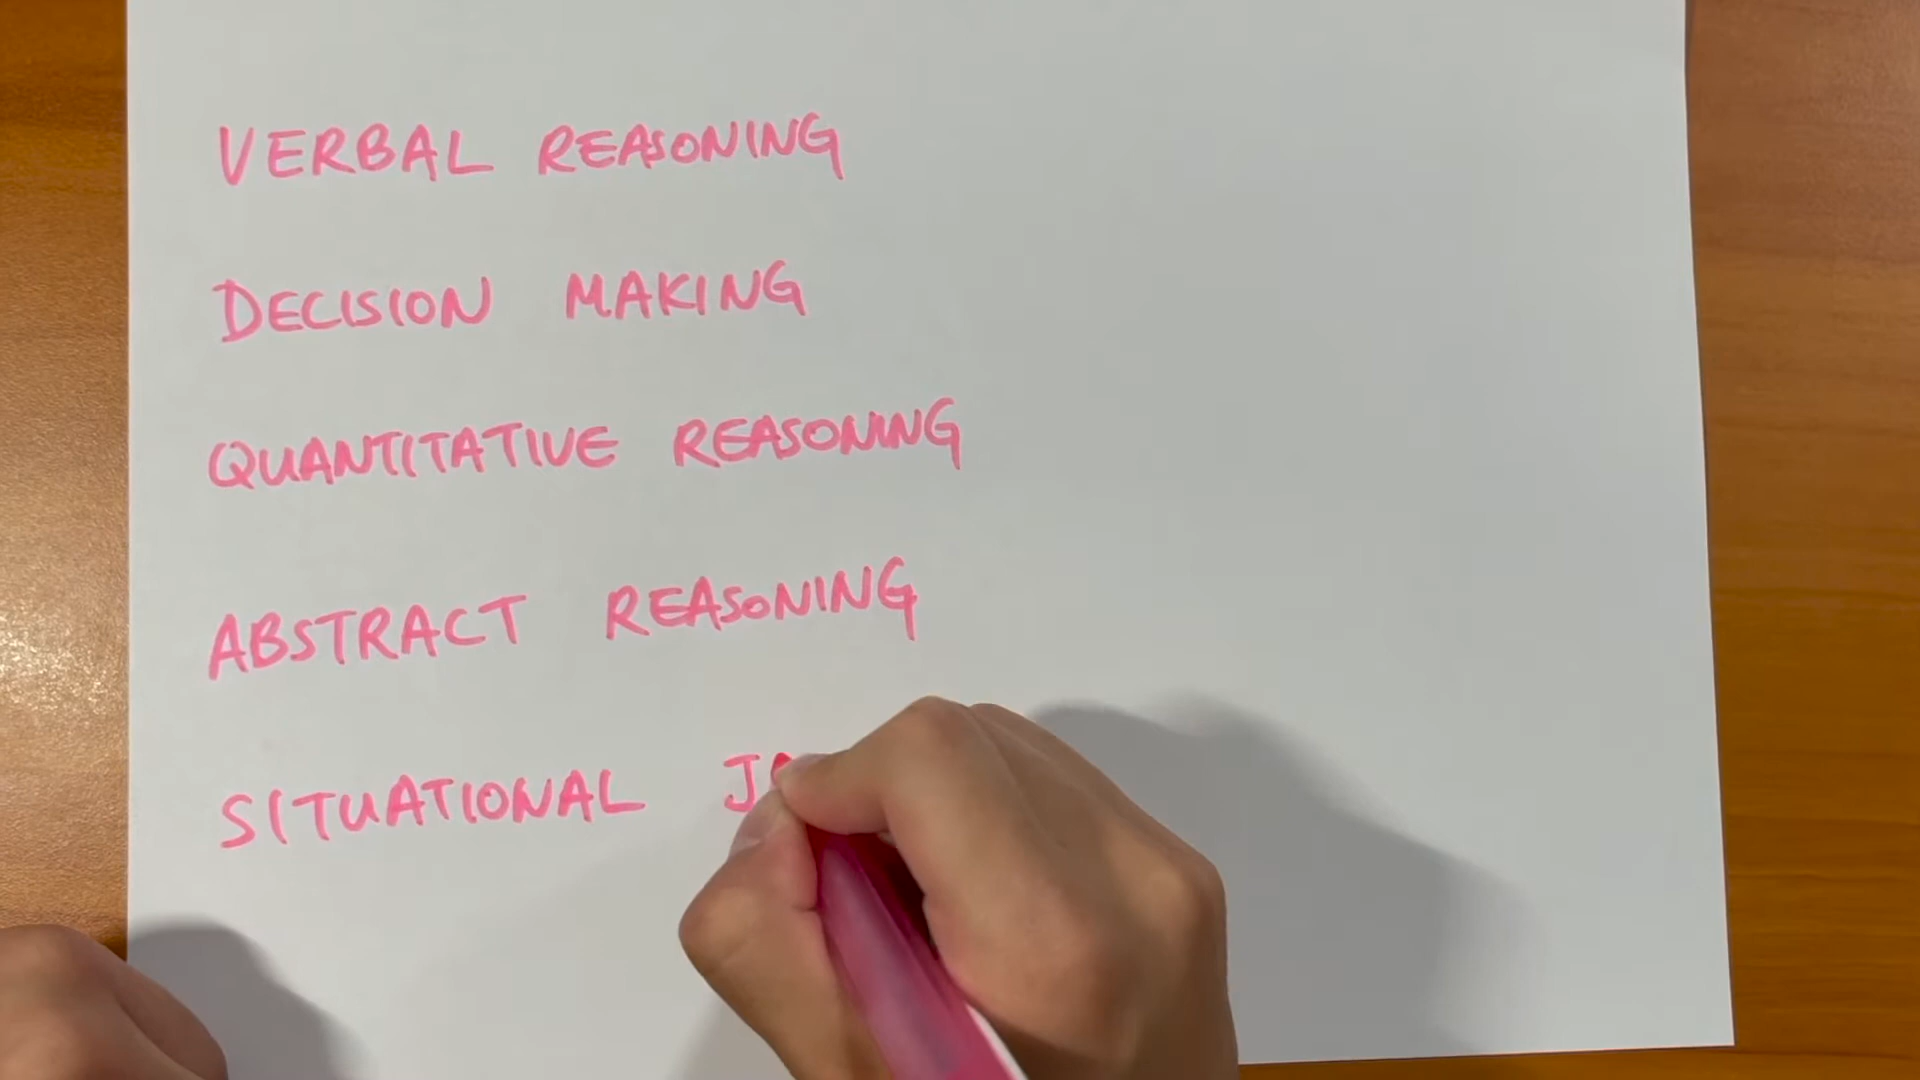 VERBAL REASONING
DECISION MAKING
QUANTITATIVE REASONING
ABSTRACT REASONING
SITUATIONAL